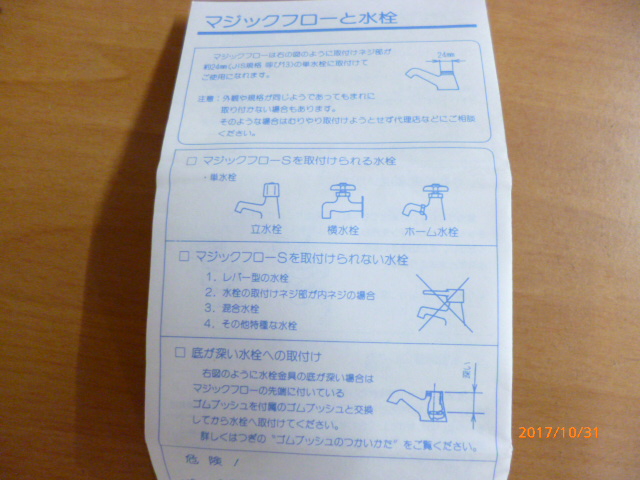 マジックフローと水栓
マジックフローは右の図のように取付けネジ部が
約24mm(JIS規格 呼び13)の単水栓に取付けて
ご使用になれます。
24mm
注意：外観や規格が同じようであってもまれに
取り付かない場合もあります。
そのような場合はむりやり取付けようとせず代理店などにご相談
ください。
□ マジックフローSを取付けられる水栓
・単水栓
立水栓 横水栓 ホーム水栓
□ マジックフローSを取付けられない水栓
1. レバー型の水栓
2. 水栓の取付けネジ部が内ネジの場合
3. 混合水栓
4. その他特種な水栓
□ 底が深い水栓への取付け
右図のように水栓金具の底が深い場合は
マジックフローの先端に付いている
ゴムブッシュを付属のゴムブッシュと交換
してから水栓へ取付けてください。
詳しくはつぎの“ゴムブッシュのつかいかた”をご覧ください。
深い
危険!
2017/10/31